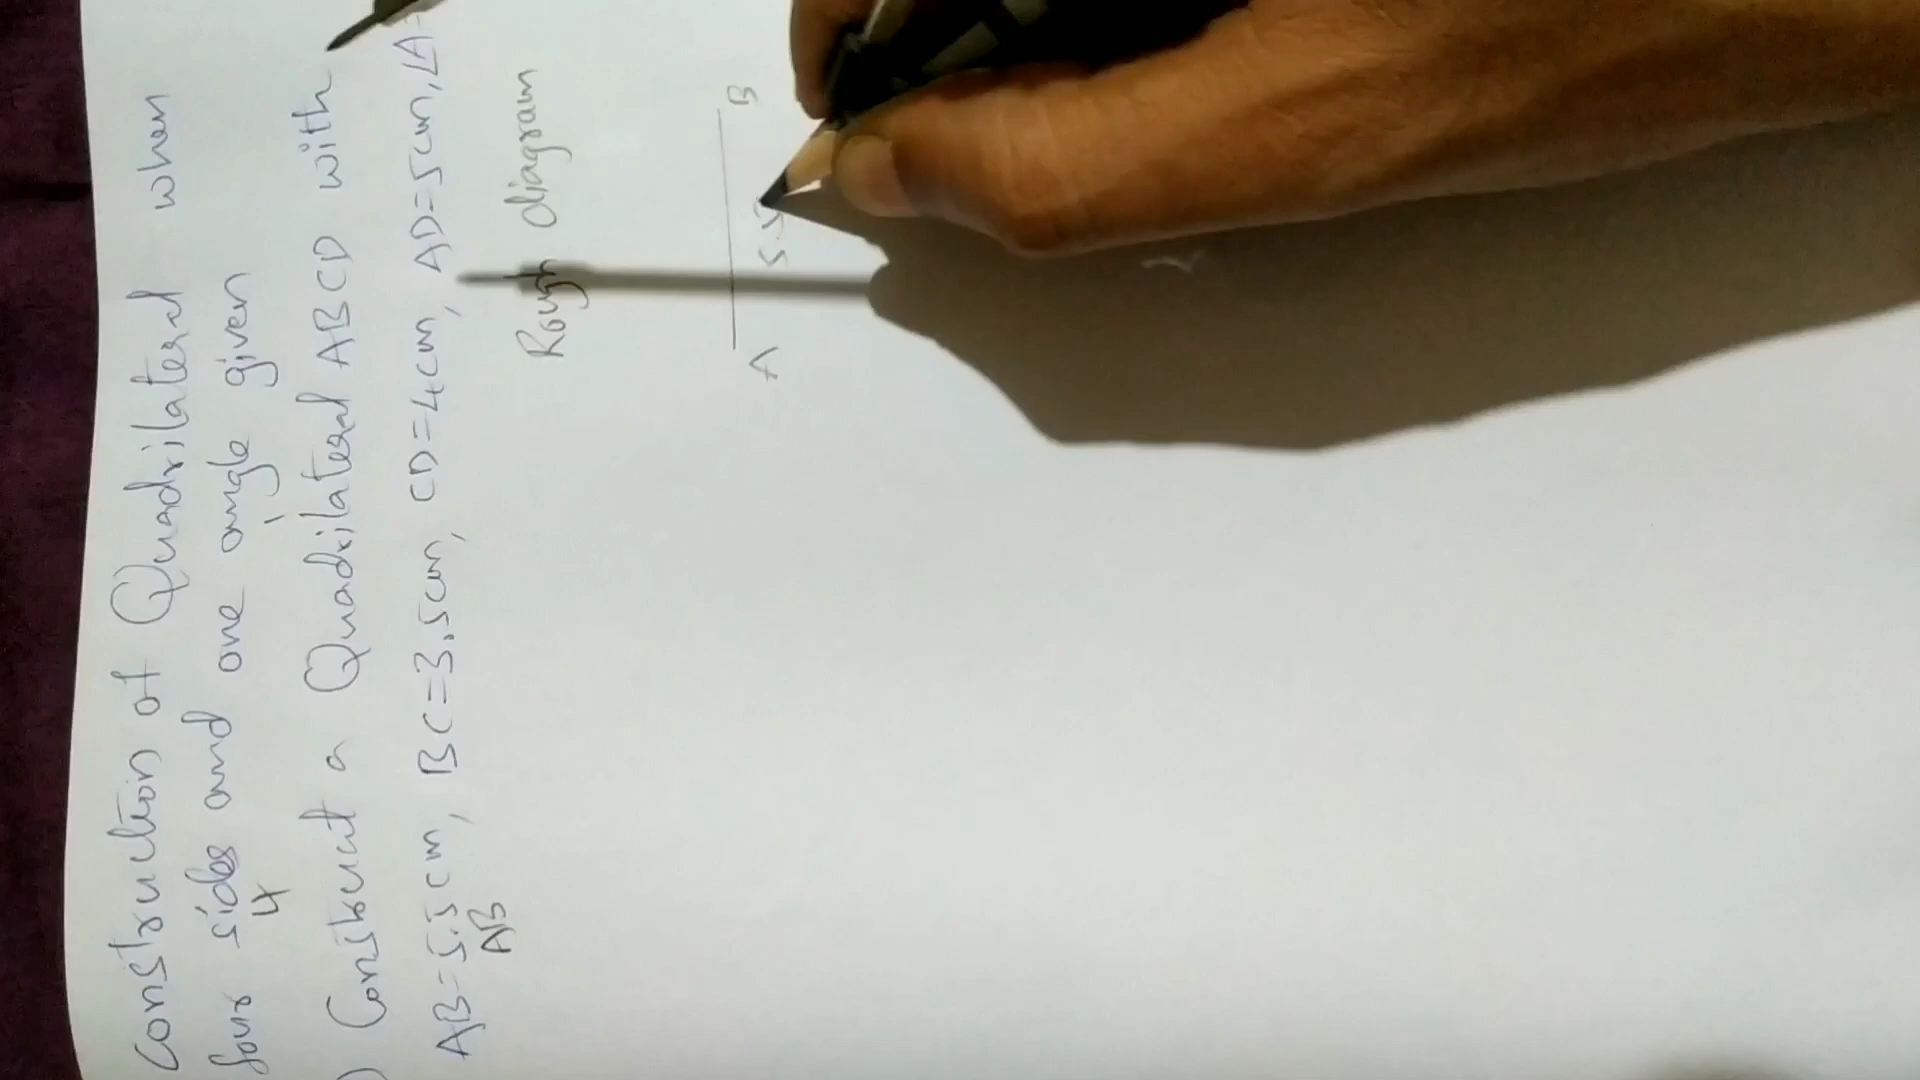 Construction of Quadrilateral when
four sides and one angle given
4
) Construct a Quadrilateral ABCD with
AB=5.5cm, BC=3.5cm, CD=4cm, AD=5cm, ∠A
AB
Rough diagram
A B
5.5